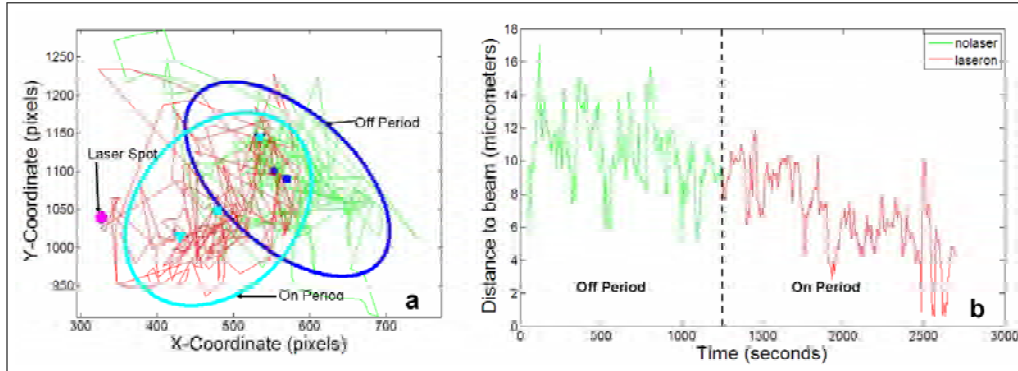 1250
1200
1150
1100
1050
1000
950
300 400 500 600 700
Y-Coordinate (pixels)
X-Coordinate (pixels)
Off Period
Laser Spot
On Period
a
18
16
14
12
10
8
6
4
2
0
0 500 1000 1500 2000 2500 3000
Distance to beam (micrometers)
Time (seconds)
nolaser
laseron
Off Period
On Period
b